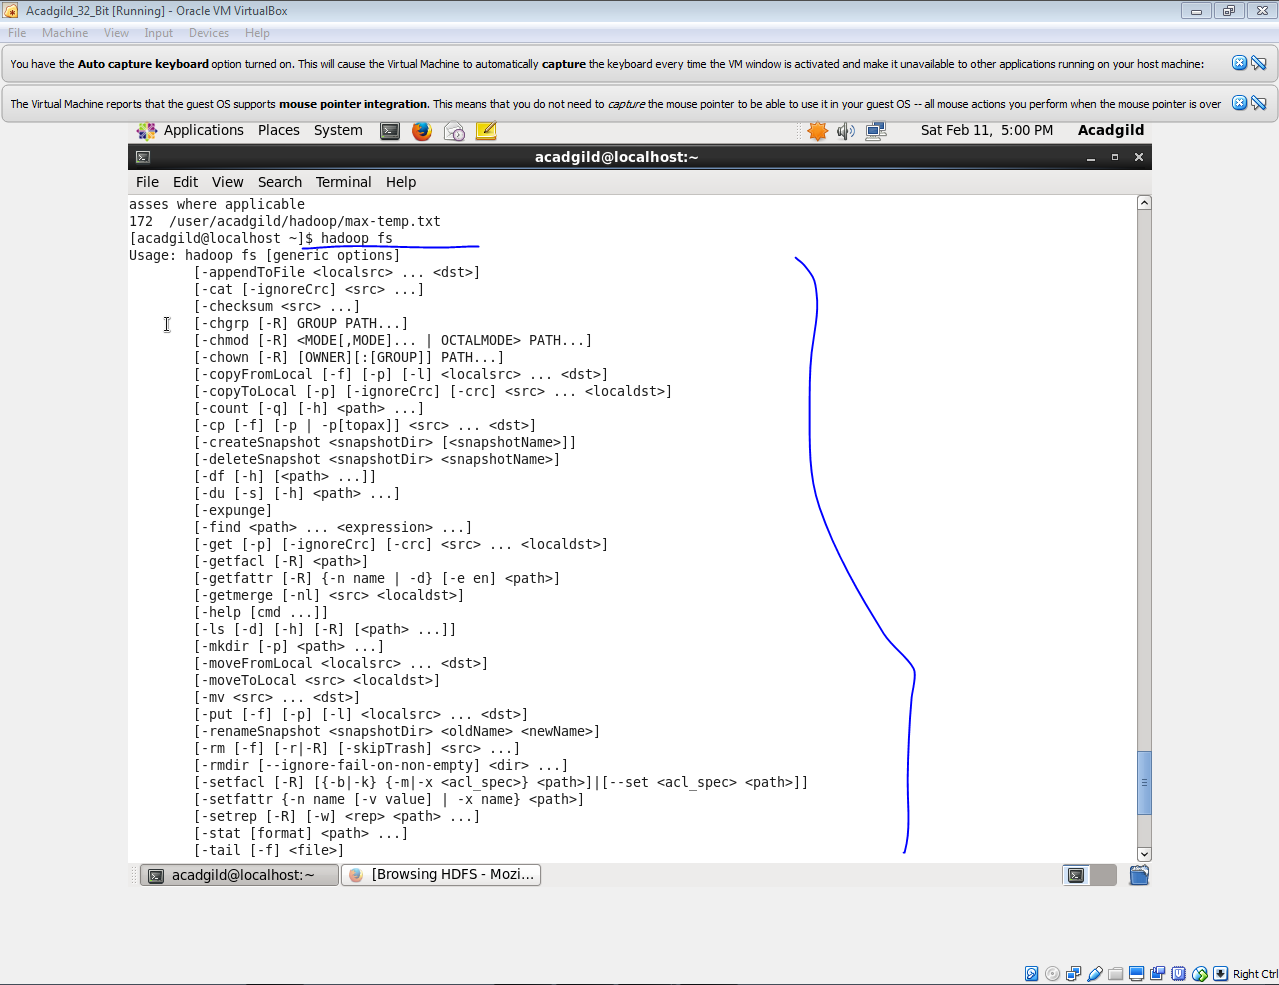 Acadgild_32_Bit [Running] - Oracle VM VirtualBox
File Machine View Input Devices Help
You have the Auto capture keyboard option turned on. This will cause the Virtual Machine to automatically capture the keyboard every time the VM window is activated and make it unavailable to other applications running on your host machine:
The Virtual Machine reports that the guest OS supports mouse pointer integration. This means that you do not need to capture the mouse pointer to be able to use it in your guest OS -- all mouse actions you perform when the mouse pointer is over
Applications Places System Sat Feb 11, 5:00 PM Acadgild
acadgild@localhost:~
File Edit View Search Terminal Help
asses where applicable
172  /user/acadgild/hadoop/max-temp.txt
[acadgild@localhost ~]$ hadoop fs
Usage: hadoop fs [generic options]
[-appendToFile <localsrc> ... <dst>]
[-cat [-ignoreCrc] <src> ...]
[-checksum <src> ...]
[-chgrp [-R] GROUP PATH...]
[-chmod [-R] <MODE[,MODE]... | OCTALMODE> PATH...]
[-chown [-R] [OWNER][:[GROUP]] PATH...]
[-copyFromLocal [-f] [-p] [-l] <localsrc> ... <dst>]
[-copyToLocal [-p] [-ignoreCrc] [-crc] <src> ... <localdst>]
[-count [-q] [-h] <path> ...]
[-cp [-f] [-p | -p[topax]] <src> ... <dst>]
[-createSnapshot <snapshotDir> [<snapshotName>]]
[-deleteSnapshot <snapshotDir> <snapshotName>]
[-df [-h] [<path> ...]]
[-du [-s] [-h] <path> ...]
[-expunge]
[-find <path> ... <expression> ...]
[-get [-p] [-ignoreCrc] [-crc] <src> ... <localdst>]
[-getfacl [-R] <path>]
[-getfattr [-R] {-n name | -d} [-e en] <path>]
[-getmerge [-nl] <src> <localdst>]
[-help [cmd ...]]
[-ls [-d] [-h] [-R] [<path> ...]]
[-mkdir [-p] <path> ...]
[-moveFromLocal <localsrc> ... <dst>]
[-moveToLocal <src> <localdst>]
[-mv <src> ... <dst>]
[-put [-f] [-p] [-l] <localsrc> ... <dst>]
[-renameSnapshot <snapshotDir> <oldName> <newName>]
[-rm [-f] [-r|-R] [-skipTrash] <src> ...]
[-rmdir [--ignore-fail-on-non-empty] <dir> ...]
[-setfacl [-R] [{-b|-k} {-m|-x <acl_spec>} <path>]|[--set <acl_spec> <path>]]
[-setfattr {-n name [-v value] | -x name} <path>]
[-setrep [-R] [-w] <rep> <path> ...]
[-stat [format] <path> ...]
[-tail [-f] <file>]
acadgild@localhost:~ [Browsing HDFS - Mozi...
Right Ctrl